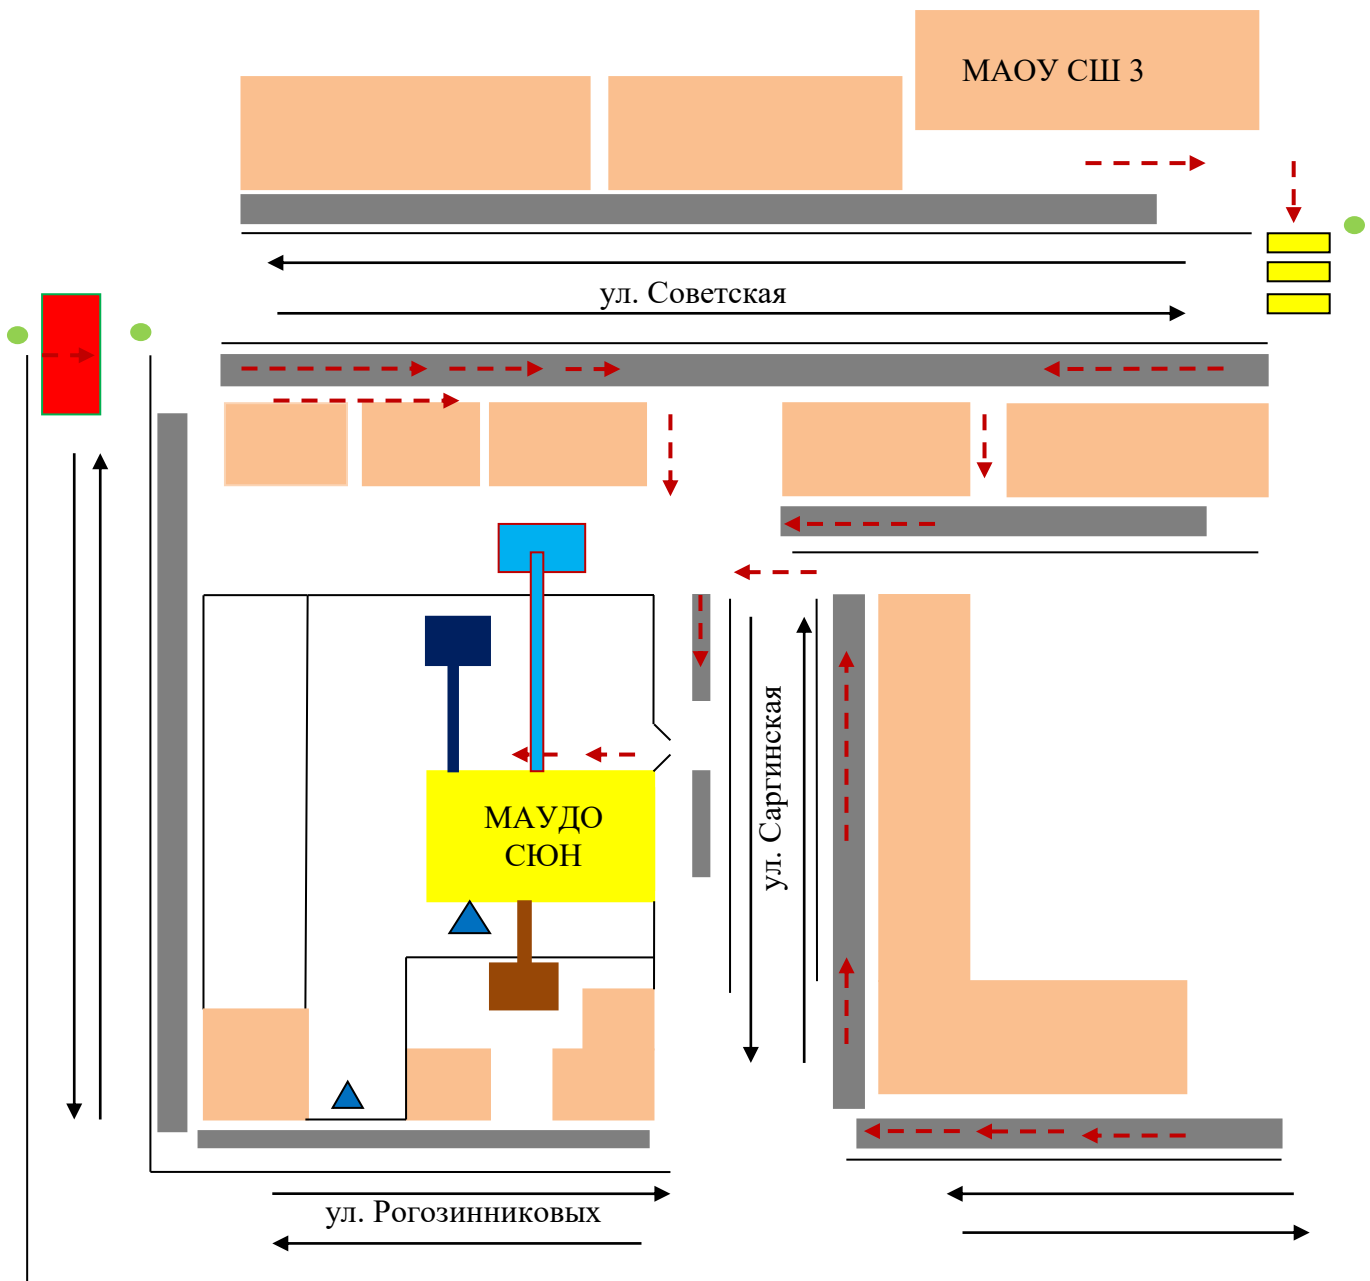 МАОУ СШ 3
ул. Советская
МАУДО
СЮН
ул. Саргинская
ул. Рогозинниковых